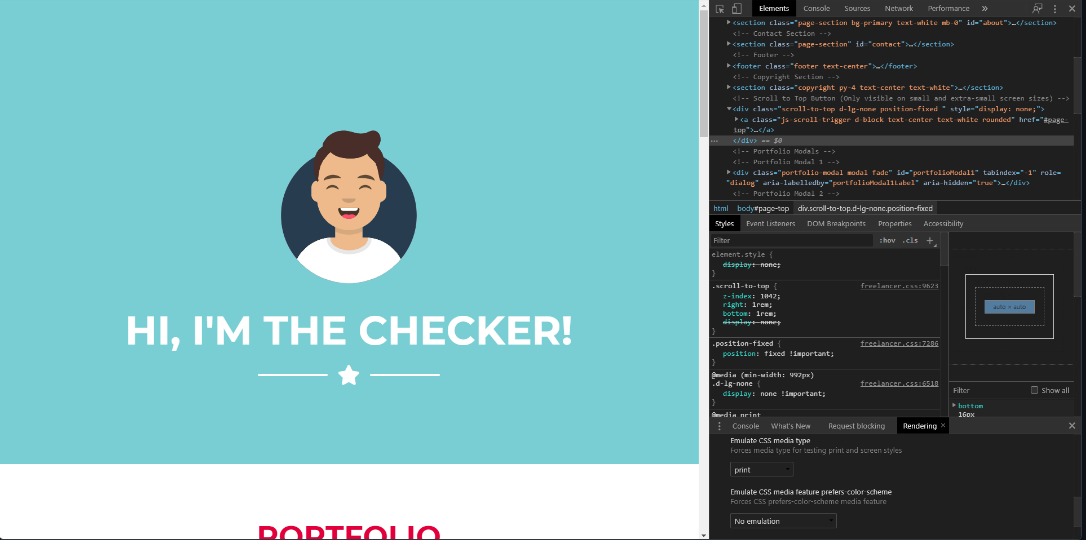 HI, I'M THE CHECKER!
PORTFOLIO
Elements Console Sources Network Performance
<section class="page-section bg-primary text-white mb-0" id="about">…</section>
<!-- Contact Section -->
<section class="page-section" id="contact">…</section>
<!-- Footer -->
<footer class="footer text-center">…</footer>
<!-- Copyright Section -->
<section class="copyright py-4 text-center text-white">…</section>
<!-- Scroll to Top Button (Only visible on small and extra-small screen sizes) -->
<div class="scroll-to-top d-lg-none position-fixed " style="display: none;">
<a class="js-scroll-trigger d-block text-center text-white rounded" href="#page-
top">…</a>
</div> == $0
<!-- Portfolio Modals -->
<!-- Portfolio Modal 1 -->
<div class="portfolio-modal modal fade" id="portfolioModal1" tabindex="-1" role=
"dialog" aria-labelledby="portfolioModal1Label" aria-hidden="true">…</div>
<!-- Portfolio Modal 2 -->
html body#page-top div.scroll-to-top.d-lg-none.position-fixed
Styles Event Listeners DOM Breakpoints Properties Accessibility
Filter :hov .cls +
element.style {
display: none;
}
.scroll-to-top { freelancer.css:9623
z-index: 1042;
right: 1rem;
bottom: 1rem;
display: none;
}
.position-fixed { freelancer.css:7286
position: fixed !important;
}
@media (min-width: 992px)
.d-lg-none { freelancer.css:6518
display: none !important;
}
@media print
auto × auto
Filter Show all
bottom
16px
Console What's New Request blocking Rendering
Emulate CSS media type
Forces media type for testing print and screen styles
print
Emulate CSS media feature prefers-color-scheme
Forces CSS prefers-color-scheme media feature
No emulation